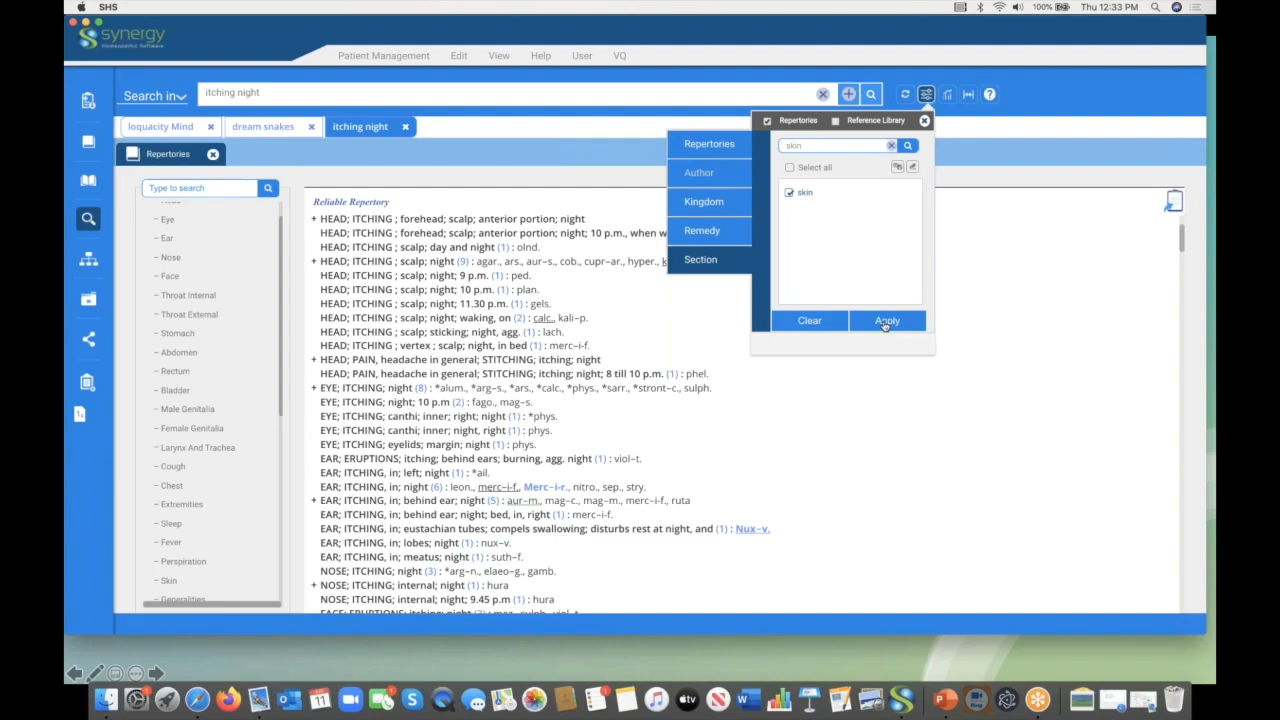 SHS
100%
Thu 12:33 PM
synergy
Homeopathic Software
Patient Management
Edit
View
Help
User
VQ
Search in
itching night
loquacity Mind
dream snakes
itching night
Repertories
Type to search
Head
– Eye
– Ear
– Nose
– Face
– Throat Internal
– Throat External
– Stomach
– Abdomen
– Rectum
– Bladder
– Male Genitalia
– Female Genitalia
– Larynx And Trachea
– Cough
– Chest
– Extremities
– Sleep
– Fever
– Perspiration
– Skin
– Generalities
Reliable Repertory
+ HEAD; ITCHING ; forehead; scalp; anterior portion; night
HEAD; ITCHING ; forehead; scalp; anterior portion; night; 10 p.m., when w
HEAD; ITCHING ; scalp; day and night (1) : olnd.
+ HEAD; ITCHING ; scalp; night (9) : agar., ars., aur–s., cob., cupr–ar., hyper., k
HEAD; ITCHING ; scalp; night; 9 p.m. (1) : ped.
HEAD; ITCHING ; scalp; night; 10 p.m. (1) : plan.
HEAD; ITCHING ; scalp; night; 11.30 p.m. (1) : gels.
HEAD; ITCHING ; scalp; night; waking, on (2) : calc., kali–p.
HEAD; ITCHING ; scalp; sticking; night, agg. (1) : lach.
HEAD; ITCHING ; vertex ; scalp; night, in bed (1) : merc–i–f.
+ HEAD; PAIN, headache in general; STITCHING; itching; night
HEAD; PAIN, headache in general; STITCHING; itching; night; 8 till 10 p.m. (1) : phel.
+ EYE; ITCHING; night (8) : *alum., *arg–s., *ars., *calc., *phys., *sarr., *stront–c., sulph.
EYE; ITCHING; night; 10 p.m (2) : fago., mag–s.
EYE; ITCHING; canthi; inner; right; night (1) : *phys.
EYE; ITCHING; canthi; inner; night, right (1) : phys.
EYE; ITCHING; eyelids; margin; night (1) : phys.
EAR; ERUPTIONS; itching; behind ears; burning, agg. night (1) : viol–t.
EAR; ITCHING, in; left; night (1) : *ail.
EAR; ITCHING, in; night (6) : leon., merc–i–f., Merc–i–r., nitro., sep., stry.
+ EAR; ITCHING, in; behind ear; night (5) : aur–m., mag–c., mag–m., merc–i–f., ruta
EAR; ITCHING, in; behind ear; night; bed, in, right (1) : merc–i–f.
EAR; ITCHING, in; eustachian tubes; compels swallowing; disturbs rest at night, and (1) : Nux–v.
EAR; ITCHING, in; lobes; night (1) : nux–v.
EAR; ITCHING, in; meatus; night (1) : suth–f.
NOSE; ITCHING; night (3) : *arg–n., elaeo–g., gamb.
+ NOSE; ITCHING; internal; night (1) : hura
NOSE; ITCHING; internal; night; 9.45 p.m (1) : hura
Repertories
Author
Kingdom
Remedy
Section
Repertories
Reference Library
skin
Select all
skin
Clear
Apply